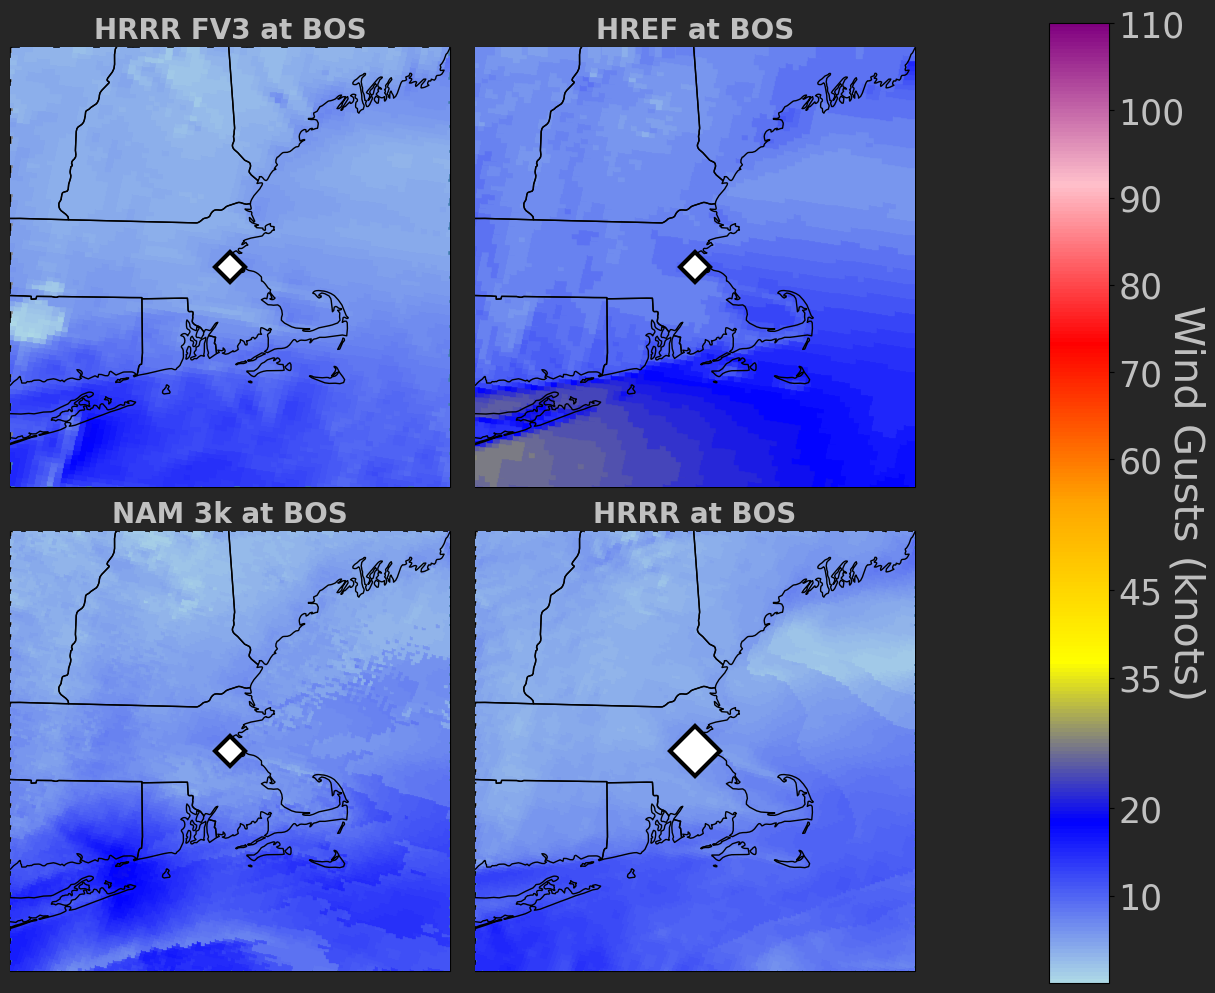 HRRR FV3 at BOS
HREF at BOS
NAM 3k at BOS
HRRR at BOS
110
100
90
80
70
60
45
35
20
10
Wind Gusts (knots)